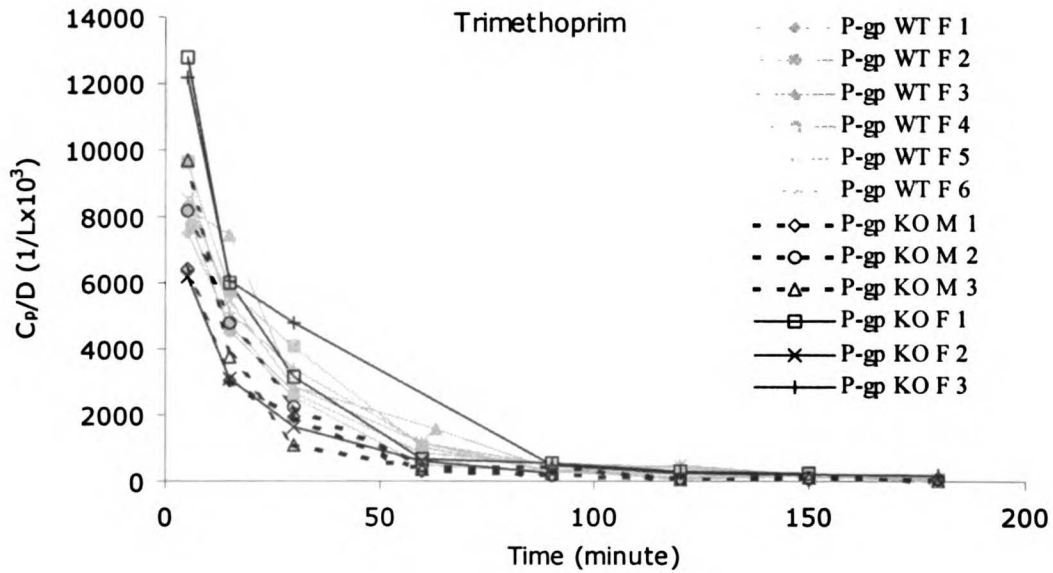 Trimethoprim
14000
12000
10000
8000
6000
4000
2000
0
Cp/D (1/Lx10³)
0
50
100
150
200
Time (minute)
P-gp WT F 1
P-gp WT F 2
P-gp WT F 3
P-gp WT F 4
P-gp WT F 5
P-gp WT F 6
P-gp KO M 1
P-gp KO M 2
P-gp KO M 3
P-gp KO F 1
P-gp KO F 2
P-gp KO F 3